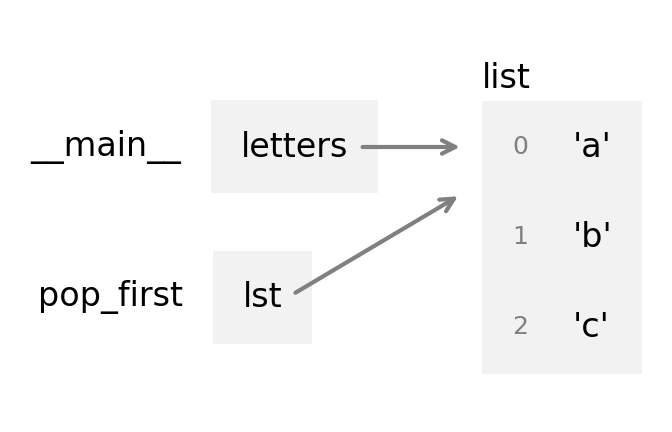 list
__main__ letters 0 'a'
1 'b'
pop_first lst
2 'c'